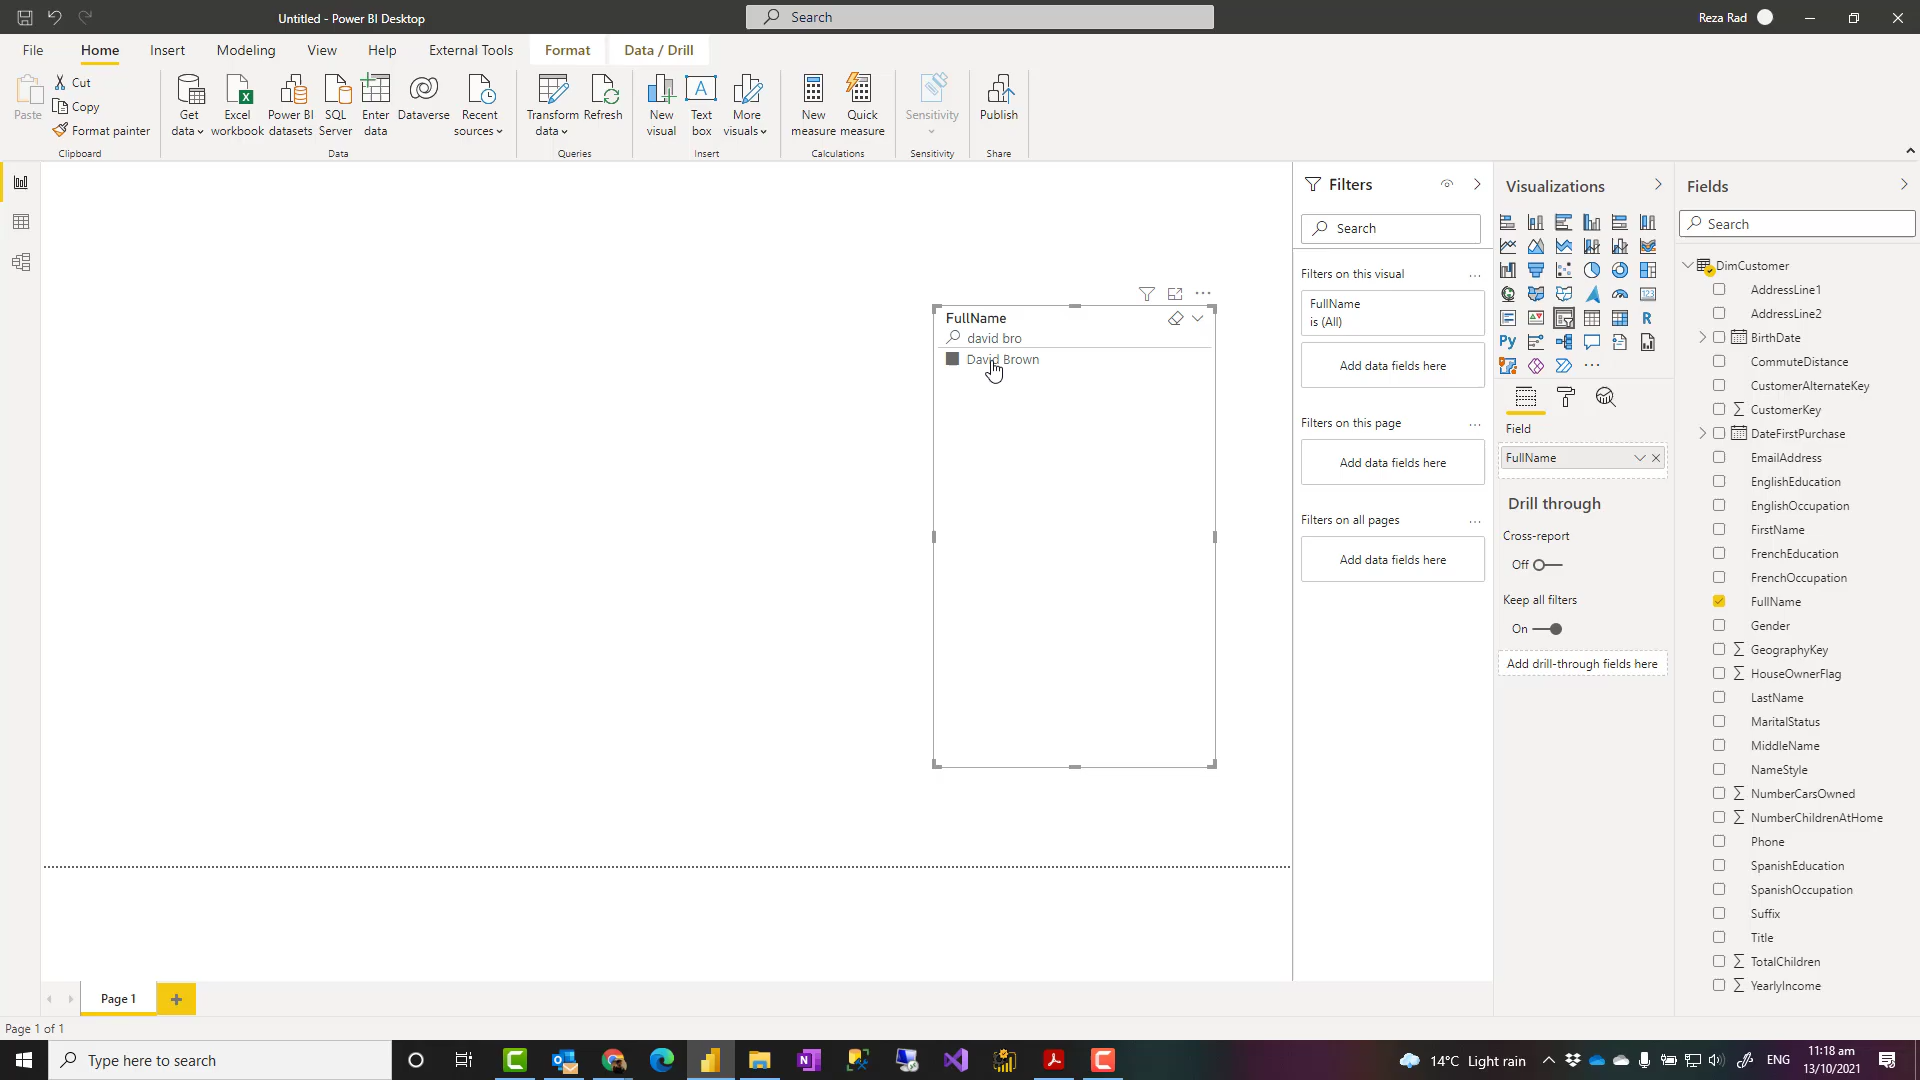 Untitled - Power BI Desktop
Search
Reza Rad
File
Home
Insert
Modeling
View
Help
External Tools
Format
Data / Drill
Paste
Cut
Copy
Format painter
Clipboard
Get data
Excel workbook
Power BI datasets
SQL Server
Enter data
Dataverse
Recent sources
Data
Transform data
Refresh
Queries
New visual
Text box
More visuals
Insert
New measure
Quick measure
Calculations
Sensitivity
Sensitivity
Publish
Share
FullName
david bro
David Brown
Filters
Search
Filters on this visual
...
FullName
is (All)
Add data fields here
Filters on this page
...
Add data fields here
Filters on all pages
...
Add data fields here
Visualizations
R
Py
...
Field
FullName
Drill through
Cross-report
Off
Keep all filters
On
Add drill-through fields here
Fields
Search
DimCustomer
AddressLine1
AddressLine2
BirthDate
CommuteDistance
CustomerAlternateKey
CustomerKey
DateFirstPurchase
EmailAddress
EnglishEducation
EnglishOccupation
FirstName
FrenchEducation
FrenchOccupation
FullName
Gender
GeographyKey
HouseOwnerFlag
LastName
MaritalStatus
MiddleName
NameStyle
NumberCarsOwned
NumberChildrenAtHome
Phone
SpanishEducation
SpanishOccupation
Suffix
Title
TotalChildren
YearlyIncome
Page 1
Page 1 of 1
Type here to search
14°C Light rain
ENG
11:18 am
13/10/2021